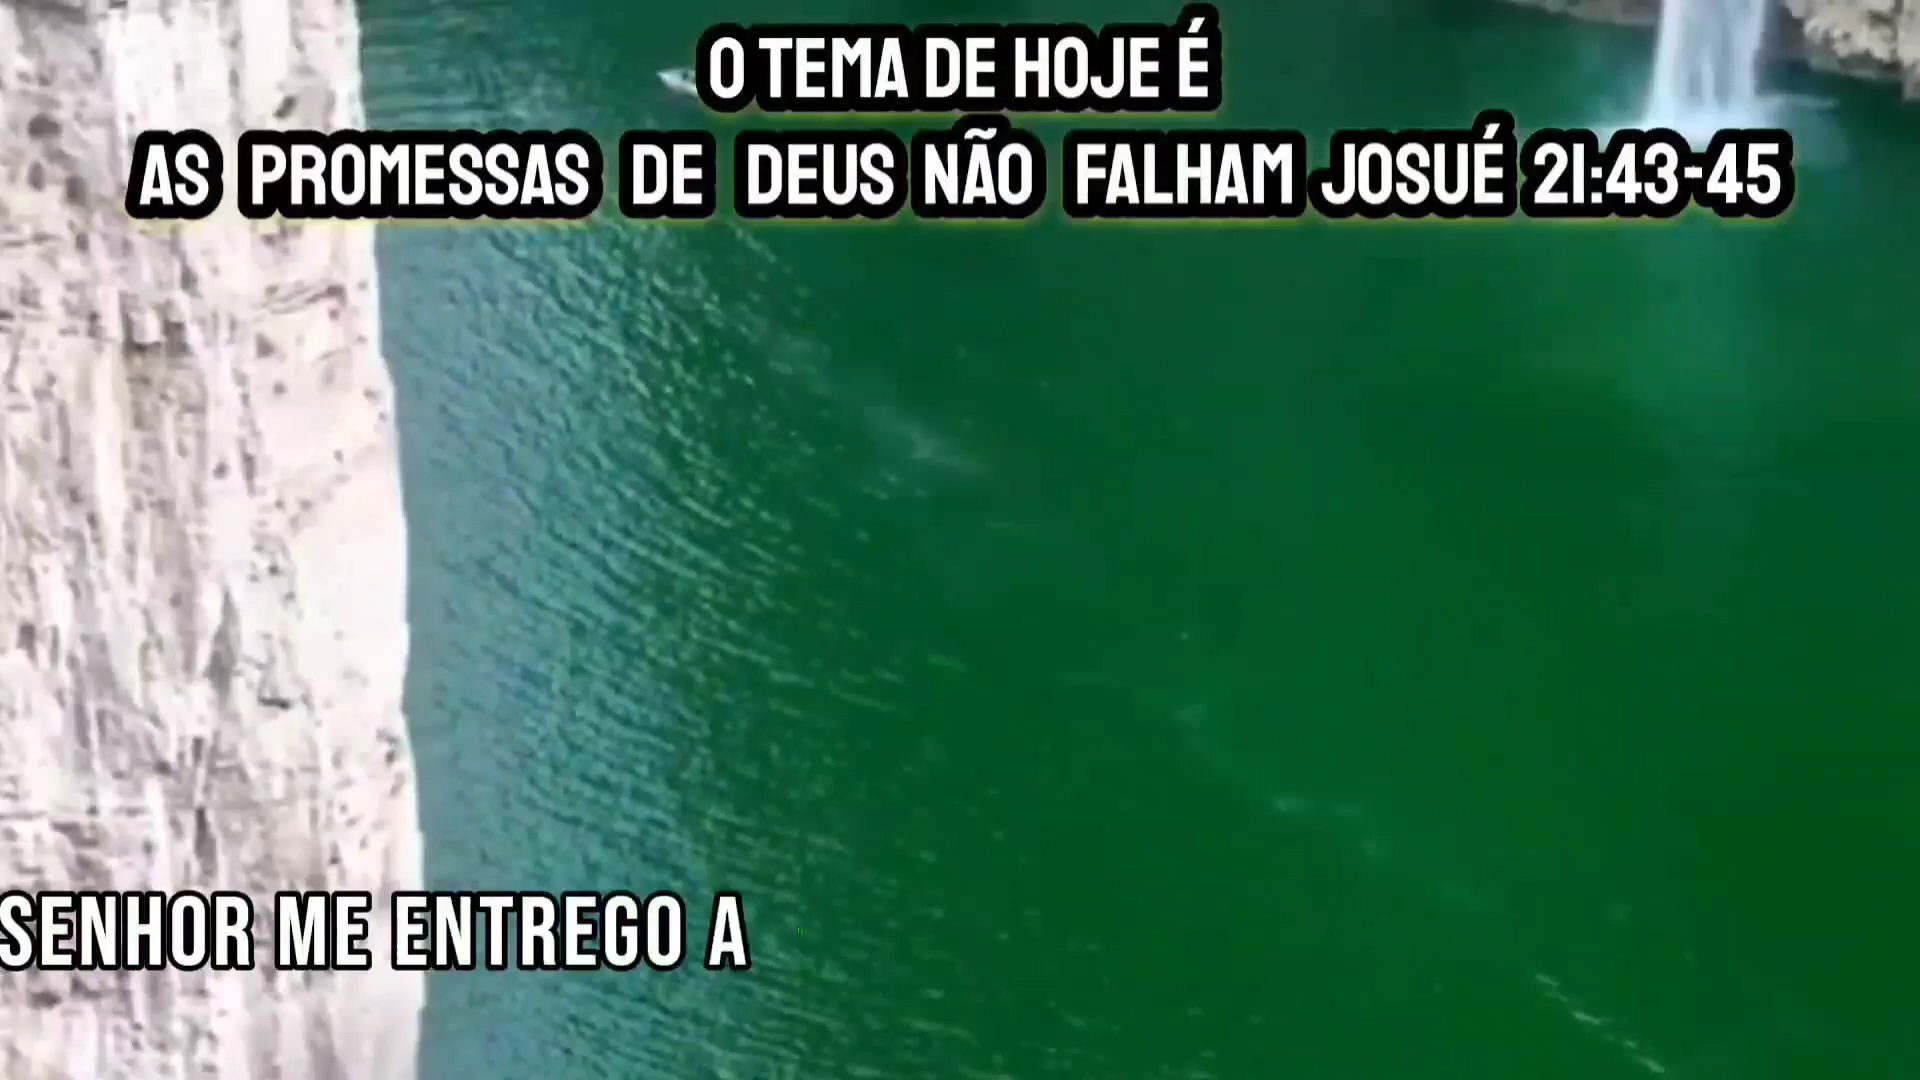 O TEMA DE HOJE É
AS PROMESSAS DE DEUS NÃO FALHAM JOSUÉ 21:43-45
SENHOR ME ENTREGO A